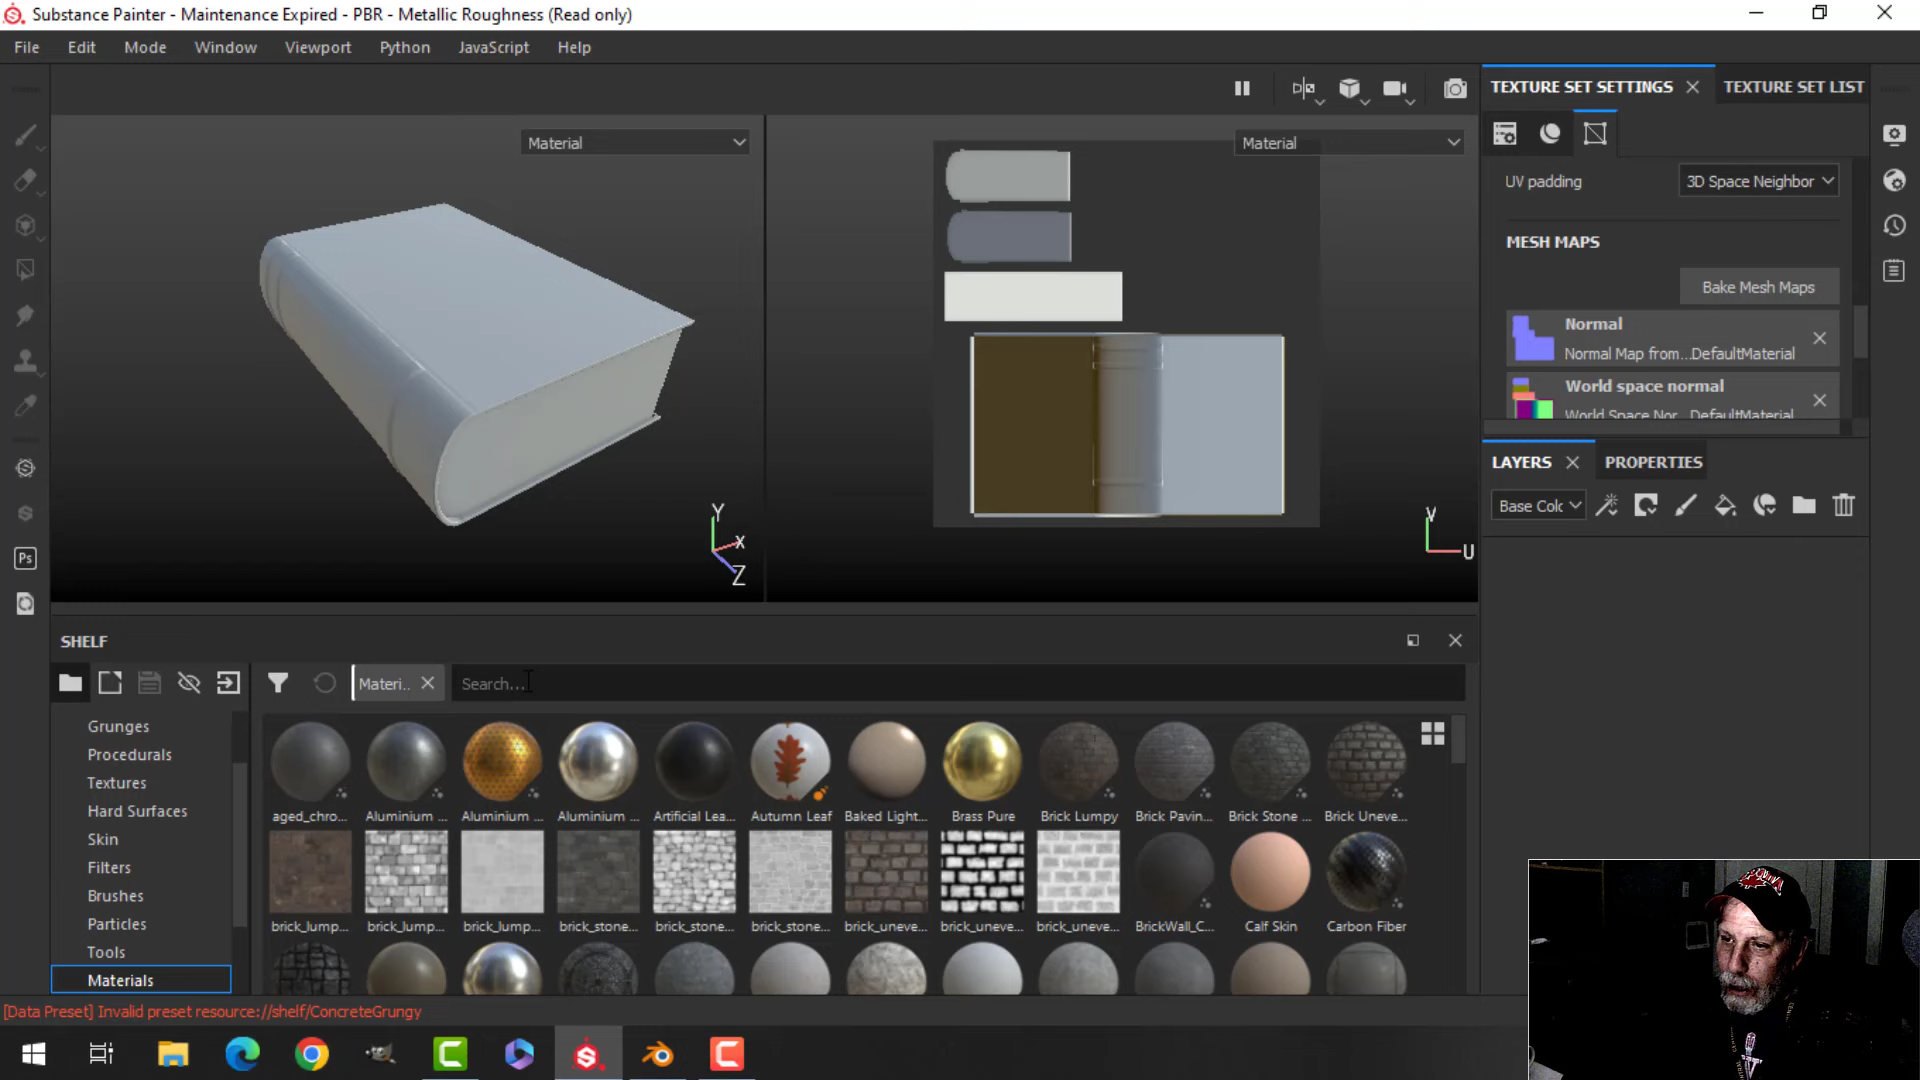 Substance Painter - Maintenance Expired - PBR - Metallic Roughness (Read only)
File Edit Mode Window Viewport Python JavaScript Help
TEXTURE SET SETTINGS TEXTURE SET LIST
Material Material
UV padding 3D Space Neighbor
MESH MAPS
Bake Mesh Maps
Normal
Normal Map from...DefaultMaterial
World space normal
World Space Nor...DefaultMaterial
LAYERS PROPERTIES
Base Colc
Y
X
Z
V
U
SHELF
Materi.. Search...
Grunges
Procedurals
Textures
Hard Surfaces
Skin
Filters
Brushes
Particles
Tools
Materials
aged_chro... Aluminium ... Aluminium ... Aluminium ... Artificial Lea... Autumn Leaf Baked Light... Brass Pure Brick Lumpy Brick Pavin... Brick Stone ... Brick Uneve...
brick_lump... brick_lump... brick_lump... brick_stone... brick_stone... brick_stone... brick_uneve... brick_uneve... brick_uneve... BrickWall_C... Calf Skin Carbon Fiber
[Data Preset] Invalid preset resource://shelf/ConcreteGrungy
Ps